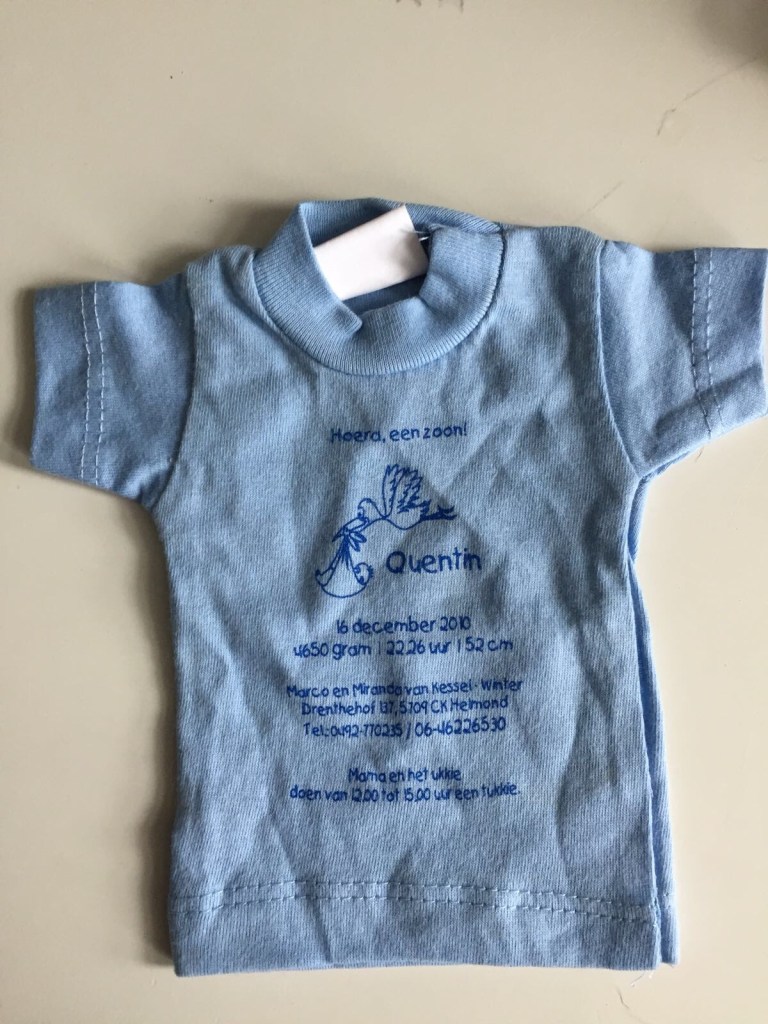 Hoera, een zoon!
Quentin
16 december 2010
4650 gram | 22.26 uur | 52 cm
Marco en Miranda van Kessel - Winter
Drenthehof 137, 5709 CK Helmond
Tel.: 0492-770235 / 06-46226530
Mama en het ukkie
doen van 12.00 tot 15.00 uur een tukkie.